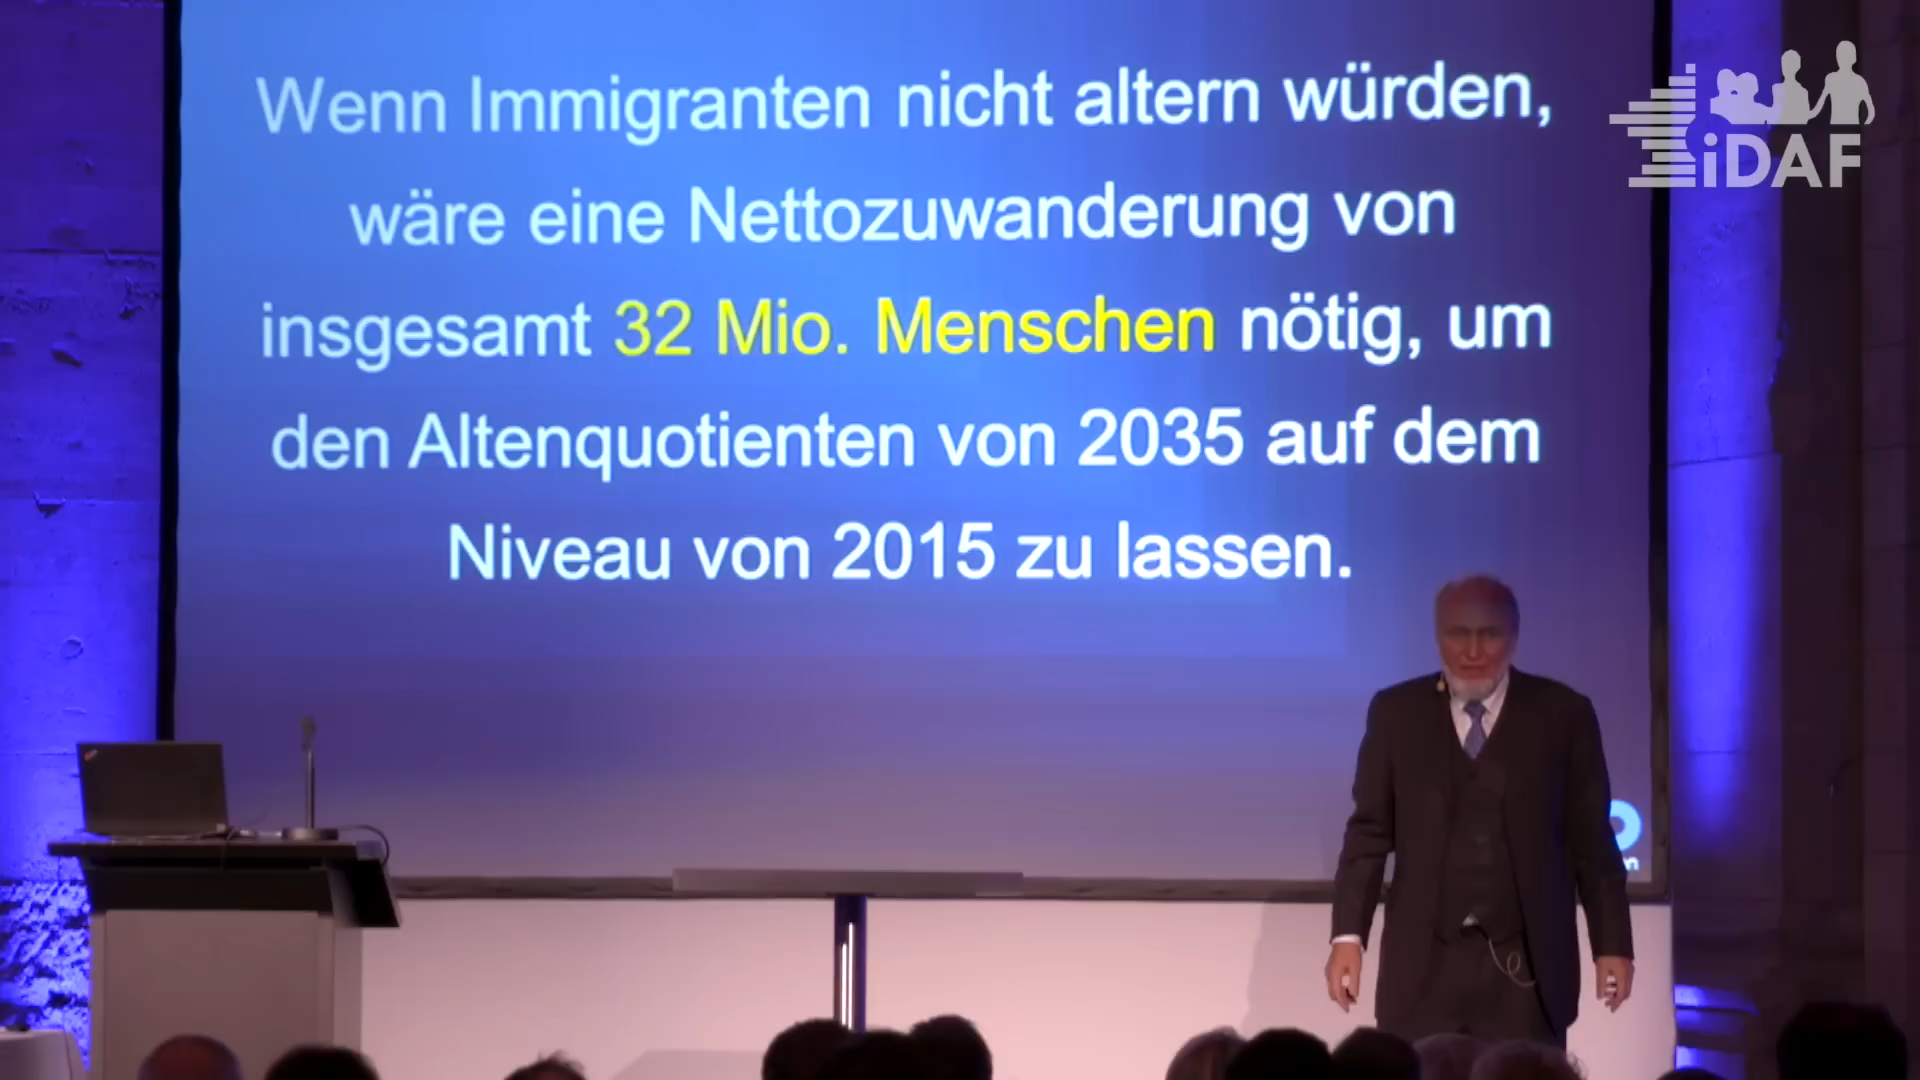 Wenn Immigranten nicht altern würden,
wäre eine Nettozuwanderung von
insgesamt 32 Mio. Menschen nötig, um
den Altenquotienten von 2035 auf dem
Niveau von 2015 zu lassen.
iDAF